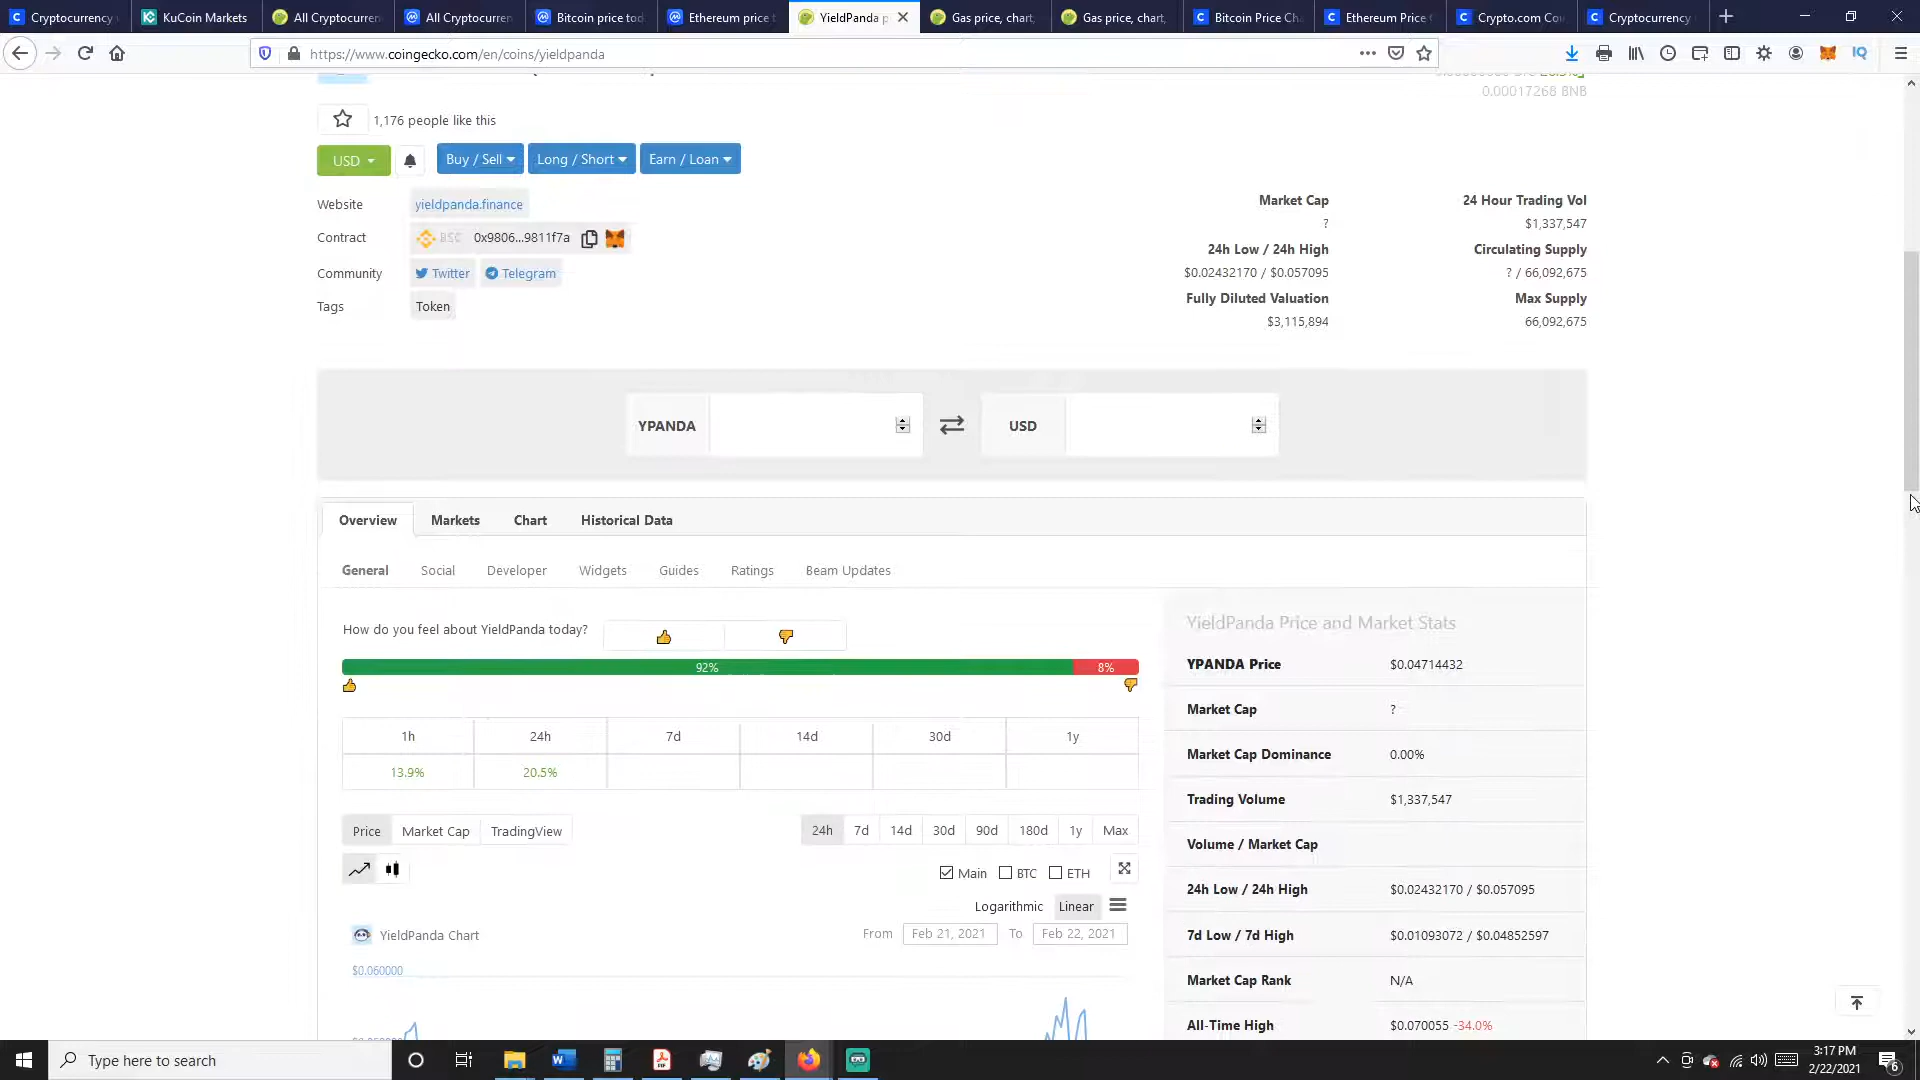 Cryptocurrency
KuCoin Markets
All Cryptocurren
All Cryptocurren
Bitcoin price tod
Ethereum price t
YieldPanda p
Gas price, chart,
Gas price, chart,
Bitcoin Price Cha
Ethereum Price
Crypto.com Coi
Cryptocurrency
https://www.coingecko.com/en/coins/yieldpanda
0.00017268 BNB
1,176 people like this
USD
Buy / Sell
Long / Short
Earn / Loan
Website
yieldpanda.finance
Contract
BSC
0x9806...9811f7a
Community
Twitter
Telegram
Tags
Token
Market Cap
?
24h Low / 24h High
$0.02432170 / $0.057095
Fully Diluted Valuation
$3,115,894
24 Hour Trading Vol
$1,337,547
Circulating Supply
? / 66,092,675
Max Supply
66,092,675
YPANDA
USD
Overview
Markets
Chart
Historical Data
General
Social
Developer
Widgets
Guides
Ratings
Beam Updates
How do you feel about YieldPanda today?
92%
8%
1h
24h
7d
14d
30d
1y
13.9%
20.5%
Price
Market Cap
TradingView
24h
7d
14d
30d
90d
180d
1y
Max
Main
BTC
ETH
Logarithmic
Linear
YieldPanda Chart
From
Feb 21, 2021
To
Feb 22, 2021
$0.060000
YieldPanda Price and Market Stats
YPANDA Price
$0.04714432
Market Cap
?
Market Cap Dominance
0.00%
Trading Volume
$1,337,547
Volume / Market Cap
24h Low / 24h High
$0.02432170 / $0.057095
7d Low / 7d High
$0.01093072 / $0.04852597
Market Cap Rank
N/A
All-Time High
$0.070055 -34.0%
Type here to search
3:17 PM
2/22/2021
6